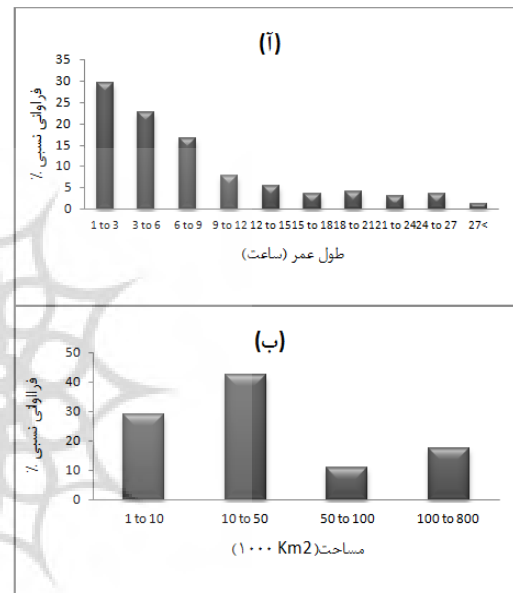 (آ)
فراوانی نسبی ٪
35
30
25
20
15
10
5
0
1 to 3 3 to 6 6 to 9 9 to 12 12 to 15 15 to 18 18 to 21 21 to 24 24 to 27 27<
طول عمر (ساعت)
(ب)
فراوانی نسبی ٪
50
40
30
20
10
0
1 to 10 10 to 50 50 to 100 100 to 800
مساحت(۱۰۰۰ Km2)